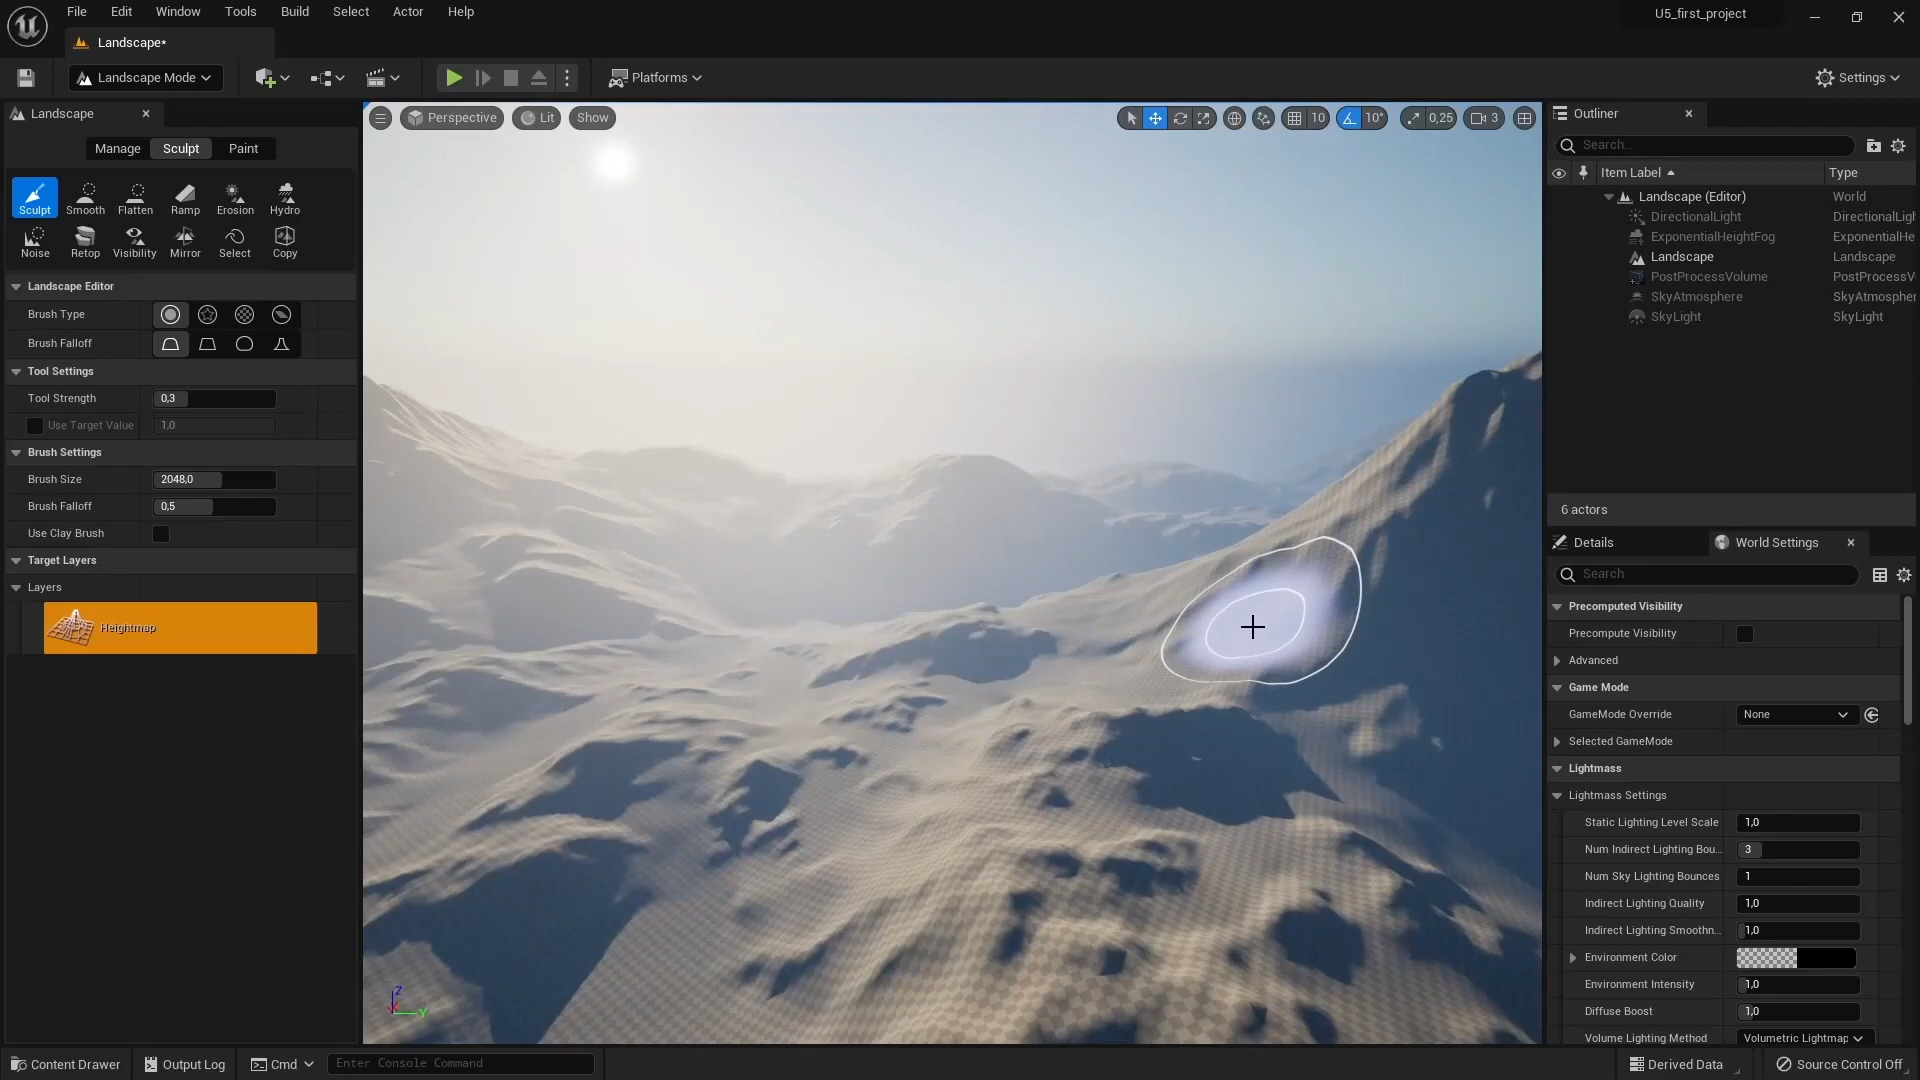 File Edit Window Tools Build Select Actor Help
U5_first_project
Landscape*
Landscape Mode
Platforms
Settings
Landscape
Manage Sculpt Paint
Sculpt Smooth Flatten Ramp Erosion Hydro
Noise Retop Visibility Mirror Select Copy
Landscape Editor
Brush Type
Brush Falloff
Tool Settings
Tool Strength 0,3
Use Target Value 1,0
Brush Settings
Brush Size 2048,0
Brush Falloff 0,5
Use Clay Brush
Target Layers
Layers
Heightmap
Perspective Lit Show
10 10° 0,25 3
Z
Y
Outliner
Search...
Item Label Type
Landscape (Editor) World
DirectionalLight DirectionalLigh
ExponentialHeightFog ExponentialHe
Landscape Landscape
PostProcessVolume PostProcessV
SkyAtmosphere SkyAtmospher
SkyLight SkyLight
6 actors
Details World Settings
Search
Precomputed Visibility
Precompute Visibility
Advanced
Game Mode
GameMode Override None
Selected GameMode
Lightmass
Lightmass Settings
Static Lighting Level Scale 1,0
Num Indirect Lighting Bou... 3
Num Sky Lighting Bounces 1
Indirect Lighting Quality 1,0
Indirect Lighting Smoothn... 1,0
Environment Color
Environment Intensity 1,0
Diffuse Boost 1,0
Volume Lighting Method Volumetric Lightmap
Content Drawer Output Log Cmd Enter Console Command
Derived Data Source Control Off